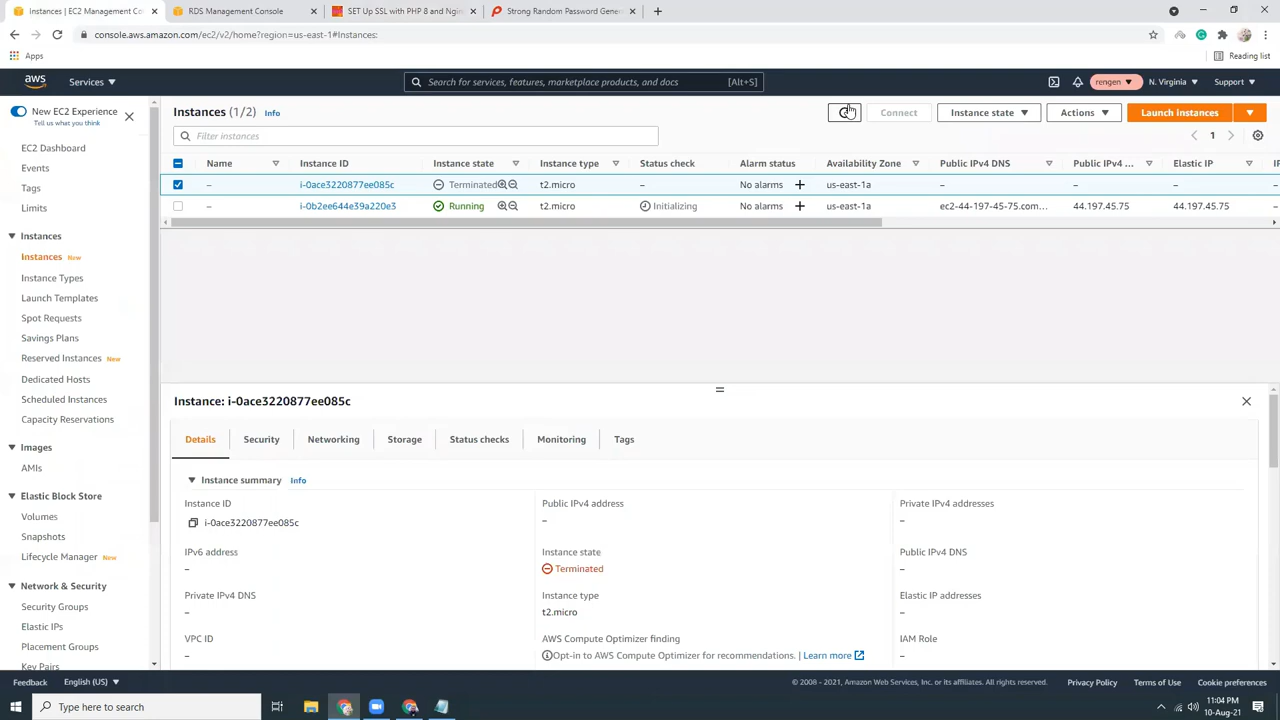 Instances | EC2 Management Co
RDS Management Console
SET Up SSL with PHP 8 and Ngin
Strong Random Password Gener
console.aws.amazon.com/ec2/v2/home?region=us-east-1#Instances:
Apps
Reading list
aws
Services
Search for services, features, marketplace products, and docs [Alt+S]
rengen
N. Virginia
Support
New EC2 Experience
Tell us what you think
EC2 Dashboard
Events
Tags
Limits
Instances
Instances New
Instance Types
Launch Templates
Spot Requests
Savings Plans
Reserved Instances New
Dedicated Hosts
Scheduled Instances
Capacity Reservations
Images
AMIs
Elastic Block Store
Volumes
Snapshots
Lifecycle Manager New
Network & Security
Security Groups
Elastic IPs
Placement Groups
Key Pairs
Instances (1/2) Info
Connect
Instance state
Actions
Launch instances
Filter instances
1
Name Instance ID Instance state Instance type Status check Alarm status Availability Zone Public IPv4 DNS Public IPv4 ... Elastic IP
– i-0ace3220877ee085c Terminated t2.micro – No alarms + us-east-1a – – –
– i-0b2ee644e39a220e3 Running t2.micro Initializing No alarms + us-east-1a ec2-44-197-45-75.com... 44.197.45.75 44.197.45.75 –
Instance: i-0ace3220877ee085c
Details Security Networking Storage Status checks Monitoring Tags
Instance summary Info
Instance ID
i-0ace3220877ee085c
Public IPv4 address
–
Private IPv4 addresses
–
IPv6 address
–
Instance state
Terminated
Public IPv4 DNS
–
Private IPv4 DNS
–
Instance type
t2.micro
Elastic IP addresses
–
VPC ID
–
AWS Compute Optimizer finding
Opt-in to AWS Compute Optimizer for recommendations. | Learn more
IAM Role
–
Feedback
English (US)
© 2008 - 2021, Amazon Web Services, Inc. or its affiliates. All rights reserved.
Privacy Policy
Terms of Use
Cookie preferences
Type here to search
11:04 PM
10-Aug-21